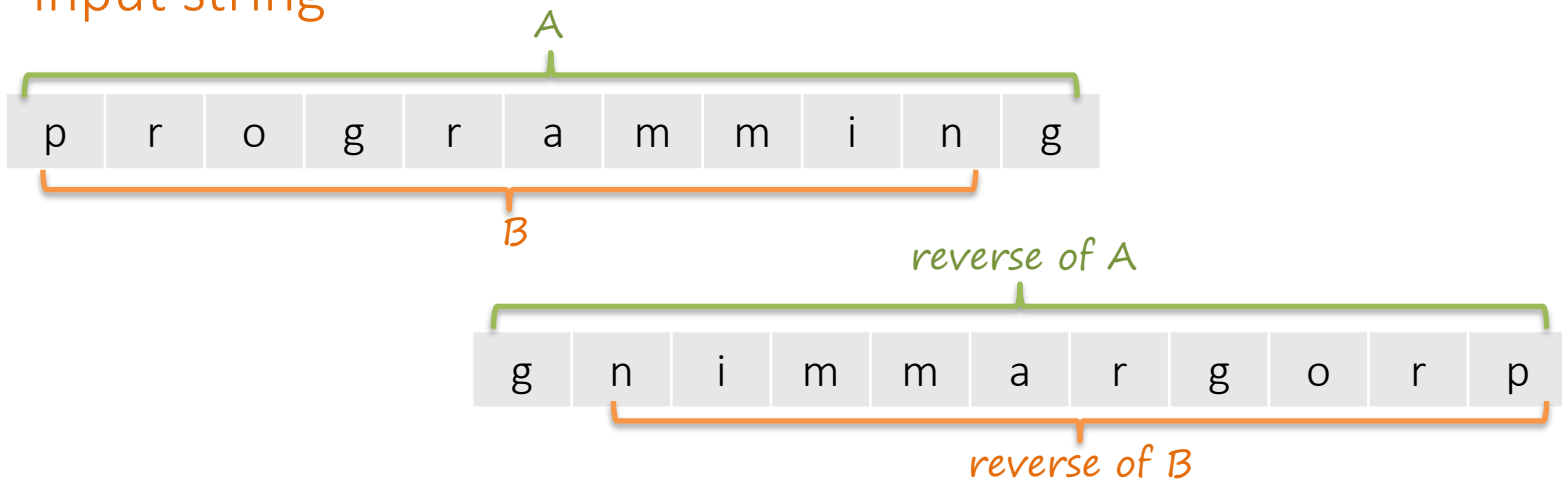 input string
A
p r o g r a m m i n g
B
reverse of A
g n i m m a r g o r p
reverse of B